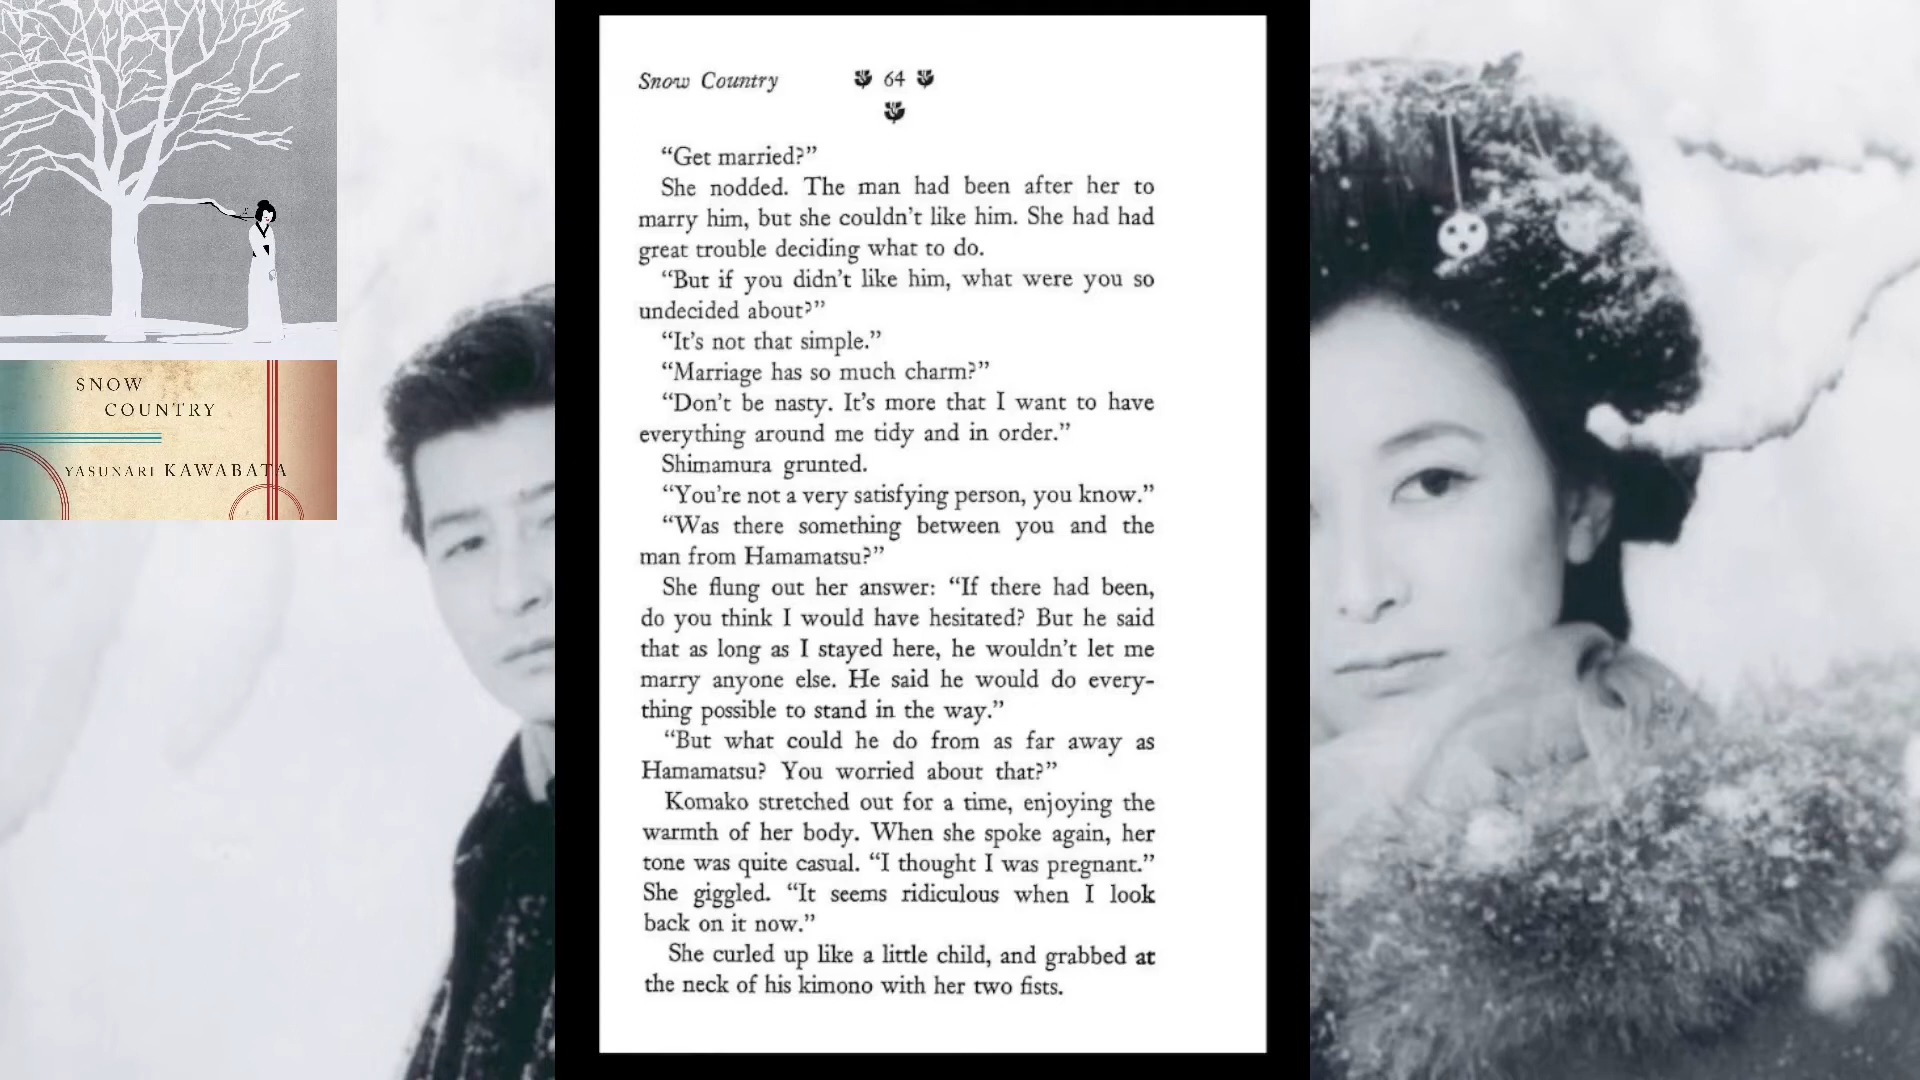 SNOW
COUNTRY
YASUNARI KAWABATA
Snow Country 64
“Get married?”
She nodded. The man had been after her to
marry him, but she couldn’t like him. She had had
great trouble deciding what to do.
“But if you didn’t like him, what were you so
undecided about?”
“It’s not that simple.”
“Marriage has so much charm?”
“Don’t be nasty. It’s more that I want to have
everything around me tidy and in order.”
Shimamura grunted.
“You’re not a very satisfying person, you know.”
“Was there something between you and the
man from Hamamatsu?”
She flung out her answer: “If there had been,
do you think I would have hesitated? But he said
that as long as I stayed here, he wouldn’t let me
marry anyone else. He said he would do every-
thing possible to stand in the way.”
“But what could he do from as far away as
Hamamatsu? You worried about that?”
Komako stretched out for a time, enjoying the
warmth of her body. When she spoke again, her
tone was quite casual. “I thought I was pregnant.”
She giggled. “It seems ridiculous when I look
back on it now.”
She curled up like a little child, and grabbed at
the neck of his kimono with her two fists.